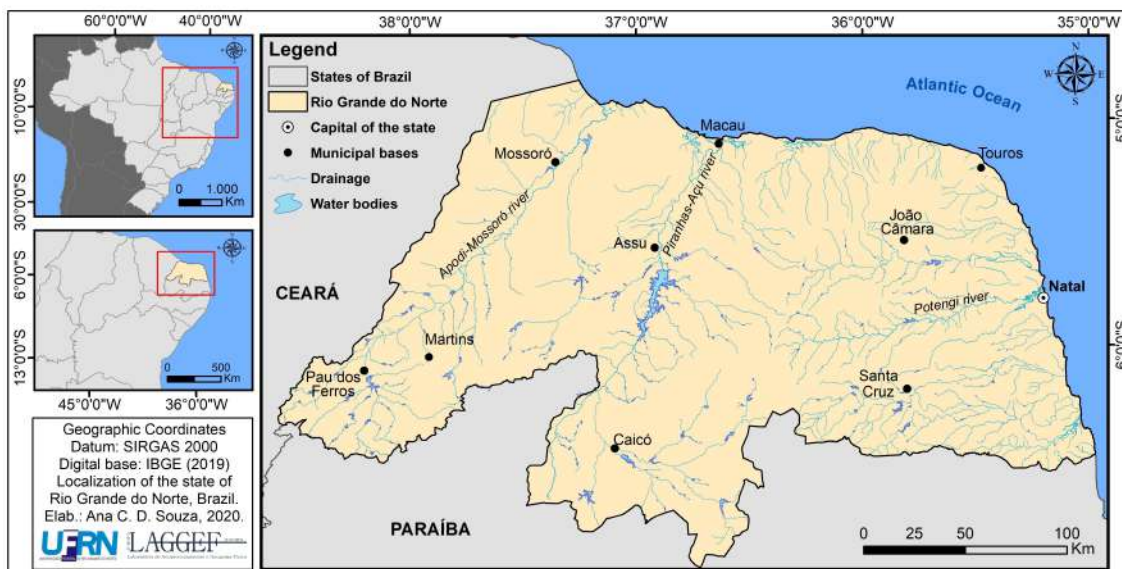 60°0'0"W 40°0'0"W
10°0'0"S
30°0'0"S
0 1.000
Km
6°0'0"S
13°0'0"S
0 500
Km
45°0'0"W 36°0'0"W
Geographic Coordinates
Datum: SIRGAS 2000
Digital base: IBGE (2019)
Localization of the state of
Rio Grande do Norte, Brazil.
Elab.: Ana C. D. Souza, 2020.
UFRN LAGGEF
38°0'0"W 37°0'0"W 36°0'0"W 35°0'0"W
Legend
States of Brazil
Rio Grande do Norte
Capital of the state
Municipal bases
Drainage
Water bodies
N
W E
S
Atlantic Ocean
5°0'0"S
Macau
Mossoró
Touros
Apodi-Mossoró river
Piranhas-Açu river
João
Câmara
Assu
CEARÁ
Natal
Potengi river
6°0'0"S
Martins
Pau dos
Ferros
Santa
Cruz
Caicó
PARAÍBA
0 25 50 100
Km